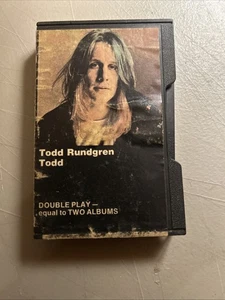 Todd Rundgren
Todd
DOUBLE PLAY —
equal to TWO ALBUMS